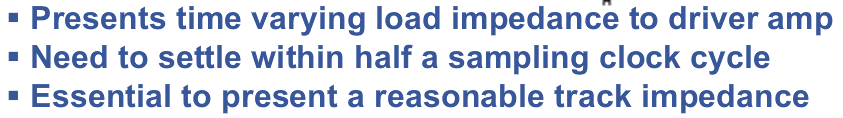 ▪ Presents time varying load impedance to driver amp
▪ Need to settle within half a sampling clock cycle
▪ Essential to present a reasonable track impedance